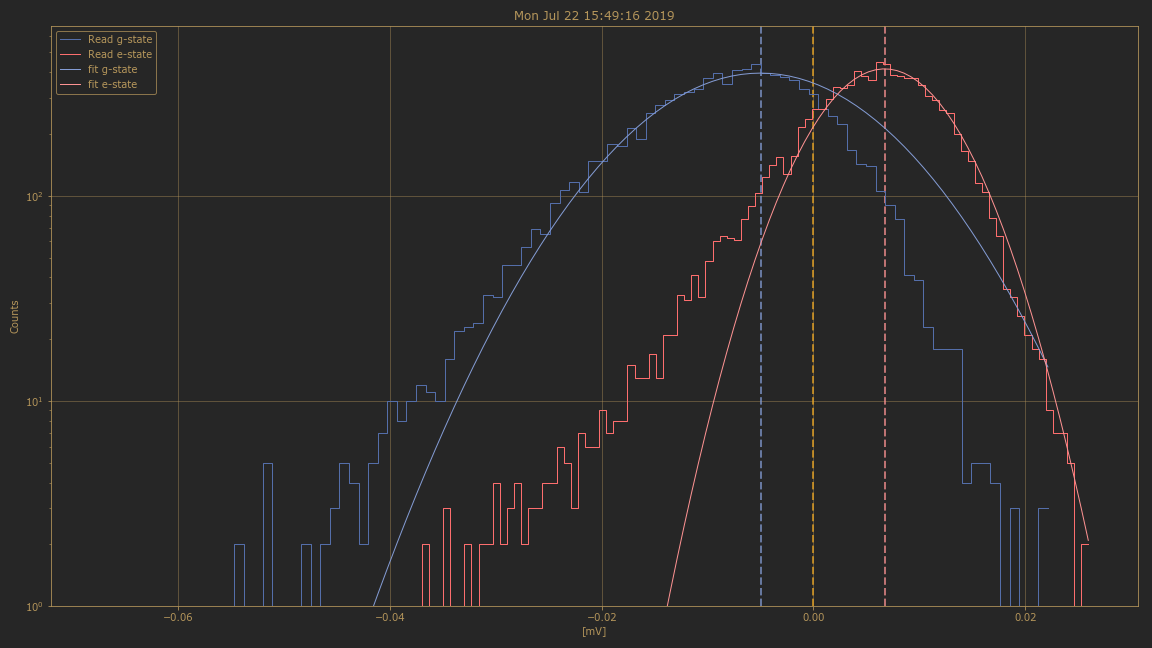 Mon Jul 22 15:49:16 2019
Read g-state
Read e-state
fit g-state
fit e-state
Counts
10²
10¹
10⁰
−0.06
−0.04
−0.02
0.00
0.02
[mV]